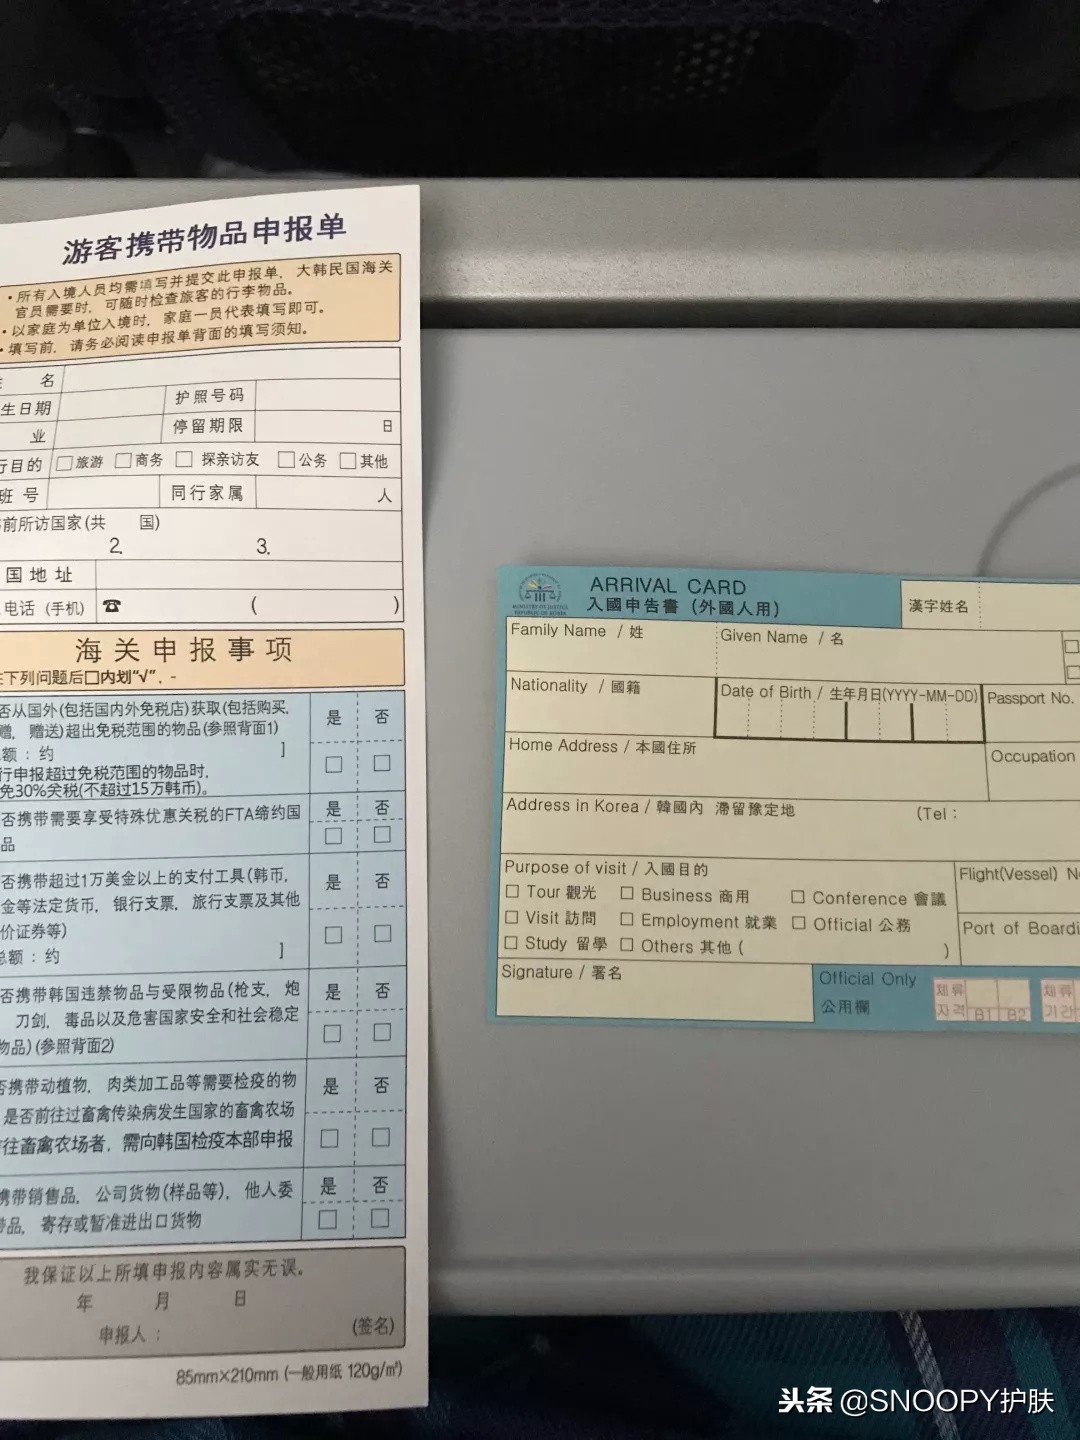 游客携带物品申报单
·所有入境人员均需填写并提交此申报单，大韩民国海关
官员需要时，可随时检查旅客的行李物品。
·以家庭为单位入境时，家庭一员代表填写即可。
·填写前，请务必阅读申报单背面的填写须知。
名
生日期 护照号码
业 停留期限 日
行目的 □旅游 □商务 □探亲访友 □公务 □其他
班号 同行家属 人
前所访国家(共 国)
2. 3.
国地址
电话(手机) ☎ ( )
海关申报事项
下列问题后□内划"√"．-
否从国外(包括国内外免税店)获取(包括购买, 是 否
赠，赠送)超出免税范围的物品(参照背面1)
额：约 ]
行申报超过免税范围的物品时, □ □
免30%关税(不超过15万韩币)。
否携带需要享受特殊优惠关税的FTA缔约国 是 否
品 □ □
否携带超过1万美金以上的支付工具(韩币, 是 否
金等法定货币，银行支票，旅行支票及其他
价证券等) □ □
总额：约 ]
否携带韩国违禁物品与受限物品(枪支，炮 是 否
刀剑，毒品以及危害国家安全和社会稳定
物品)(参照背面2) □ □
否携带动植物，肉类加工品等需要检疫的物 是 否
是否前往过畜禽传染病发生国家的畜禽农场
往畜禽农场者，需向韩国检疫本部申报 □ □
携带销售品，公司货物(样品等)，他人委 是 否
带品，寄存或暂准进出口货物 □ □
我保证以上所填申报内容属实无误。
年 月 日
申报人： (签名)
85mm×210mm (一般用纸 120g/㎡)
MINISTRY OF JUSTICE
REPUBLIC OF KOREA
ARRIVAL CARD
入國申告書 (外國人用)
漢字姓名
Family Name / 姓 Given Name / 名 □
□
Nationality / 國籍 Date of Birth / 生年月日(YYYY-MM-DD) Passport No.
Home Address / 本國住所 Occupation
Address in Korea / 韓國內 滯留豫定地 (Tel :
Purpose of visit / 入國目的 Flight(Vessel) No
□ Tour 觀光 □ Business 商用 □ Conference 會議
□ Visit 訪問 □ Employment 就業 □ Official 公務 Port of Boardi
□ Study 留學 □ Others 其他 ( )
Signature / 署名 Official Only
公用欄
체류 체류
자격 B1 B2 기간
头条 @SNOOPY护肤